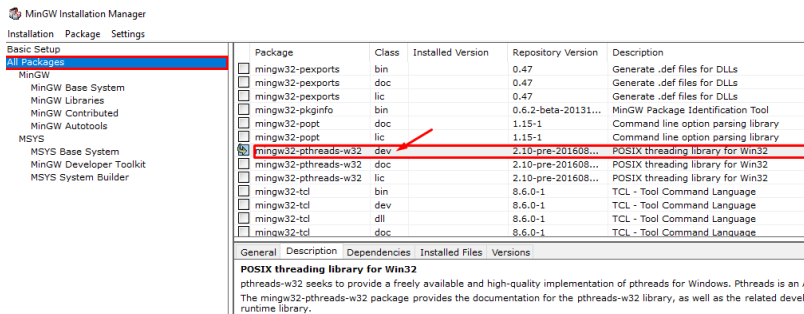 MinGW Installation Manager
Installation Package Settings
Basic Setup
All Packages
MinGW
MinGW Base System
MinGW Libraries
MinGW Contributed
MinGW Autotools
MSYS
MSYS Base System
MinGW Developer Toolkit
MSYS System Builder
Package Class Installed Version Repository Version Description
mingw32-pexports bin 0.47 Generate .def files for DLLs
mingw32-pexports doc 0.47 Generate .def files for DLLs
mingw32-pexports lic 0.47 Generate .def files for DLLs
mingw32-pkginfo bin 0.6.2-beta-20131... MinGW Package Identification Tool
mingw32-popt doc 1.15-1 Command line option parsing library
mingw32-popt lic 1.15-1 Command line option parsing library
mingw32-pthreads-w32 dev 2.10-pre-201608... POSIX threading library for Win32
mingw32-pthreads-w32 doc 2.10-pre-201608... POSIX threading library for Win32
mingw32-pthreads-w32 lic 2.10-pre-201608... POSIX threading library for Win32
mingw32-tcl bin 8.6.0-1 TCL - Tool Command Language
mingw32-tcl dev 8.6.0-1 TCL - Tool Command Language
mingw32-tcl dll 8.6.0-1 TCL - Tool Command Language
mingw32-tcl doc 8.6.0-1 TCL - Tool Command Language
General Description Dependencies Installed Files Versions
POSIX threading library for Win32
pthreads-w32 seeks to provide a freely available and high-quality implementation of pthreads for Windows. Pthreads is an
The mingw32-pthreads-w32 package provides the documentation for the pthreads-w32 library, as well as the related
runtime library.